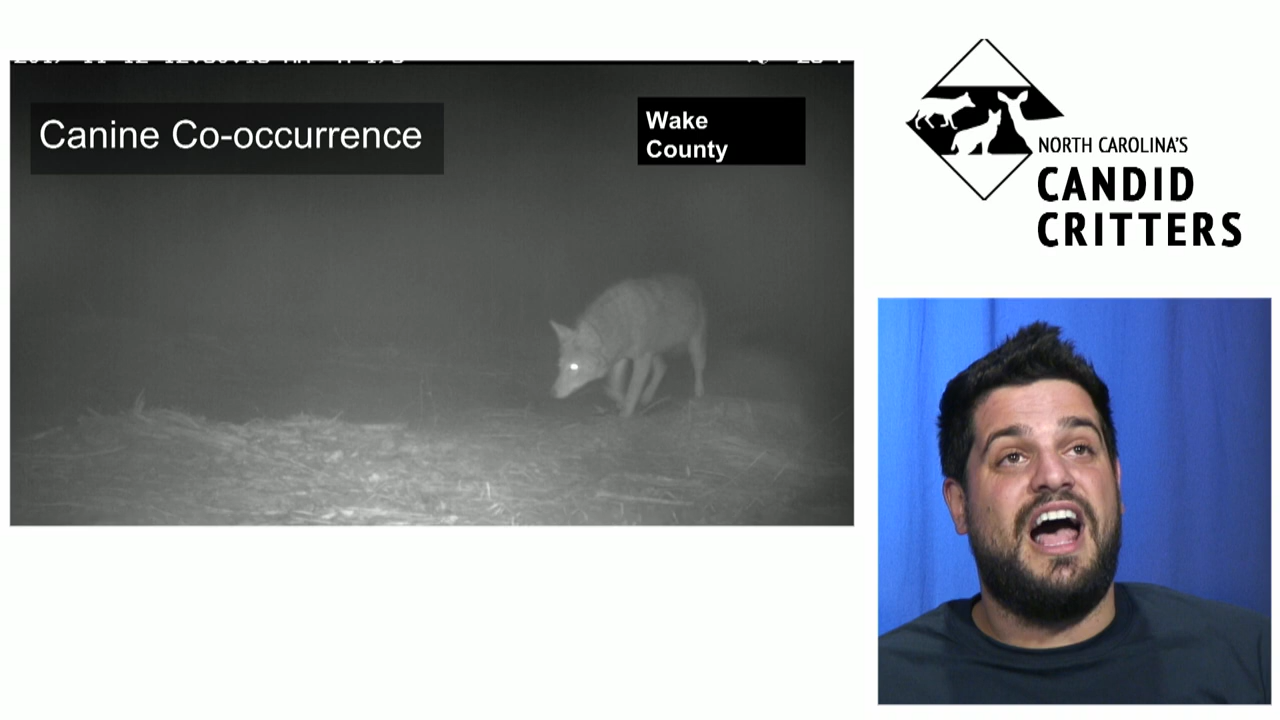 Canine Co-occurrence
Wake
County
NORTH CAROLINA'S
CANDID
CRITTERS